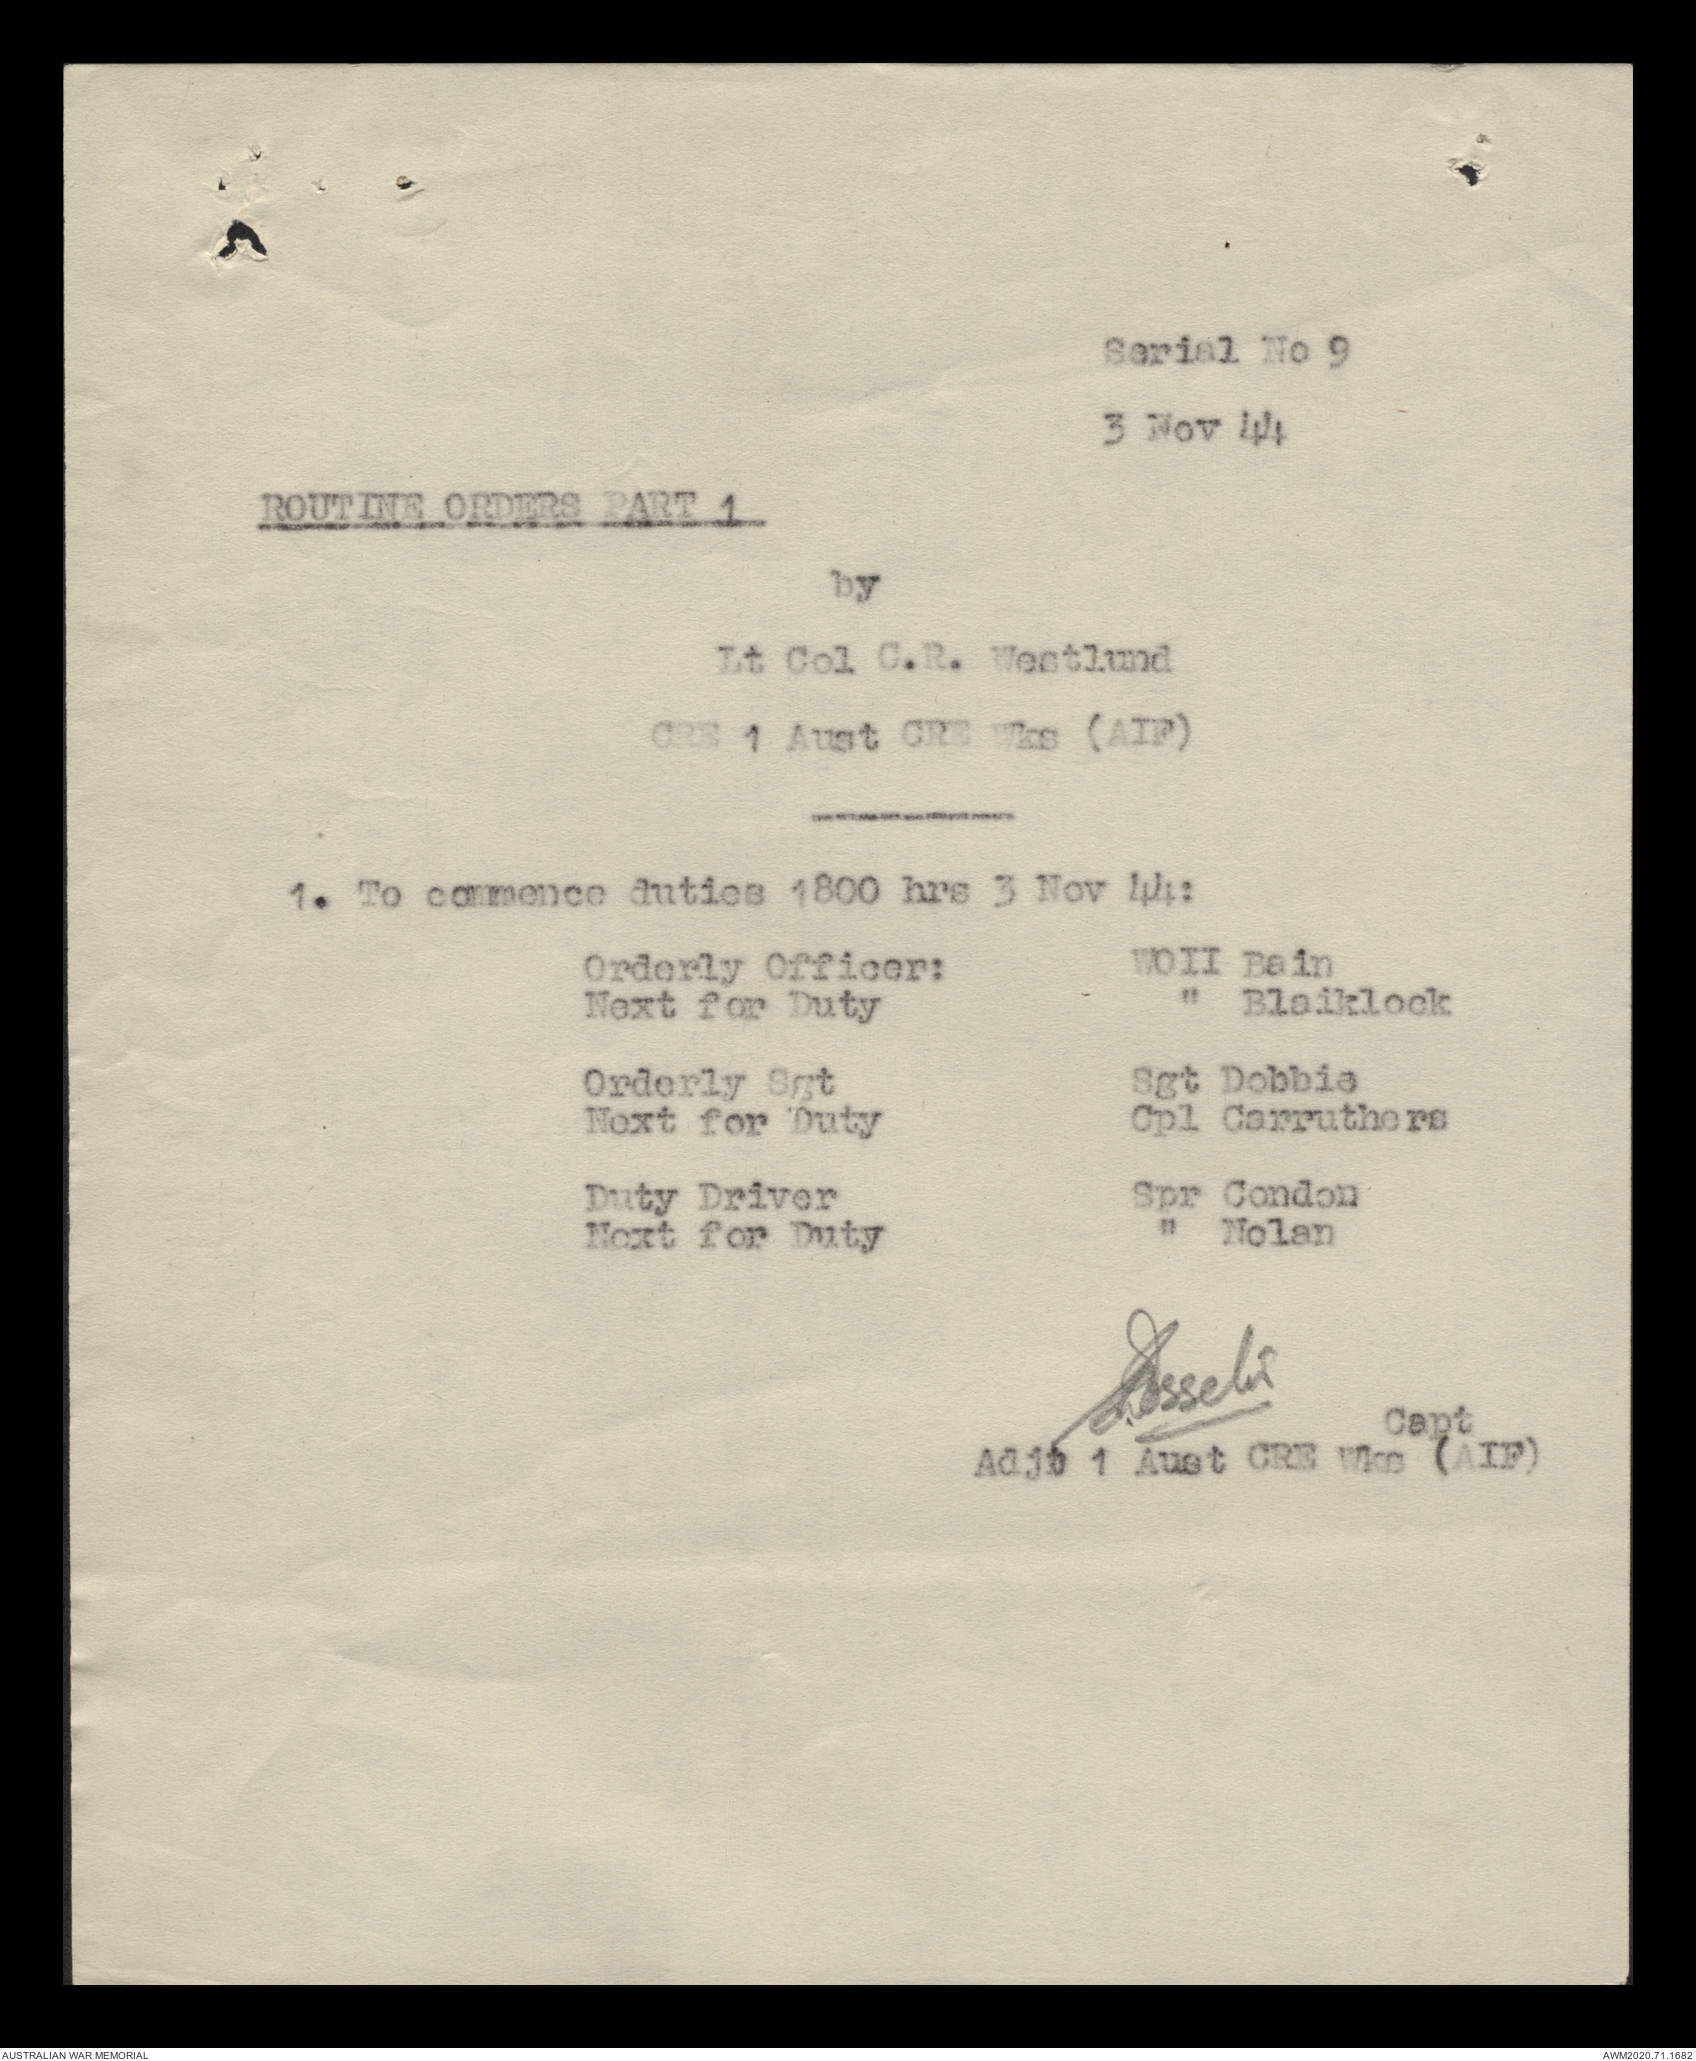 Serial No 9
3 Nov 44
ROUTINE ORDERS PART 1
by
Lt Col C.R. Westlund
CRE 1 Aust CRE Wks (AIF)
1. To commence duties 1800 hrs 3 Nov 44:
Orderly Officer: WOII Bain
Next for Duty " Blaiklock
Orderly Sgt Sgt Dobbie
Next for Duty Cpl Carruthers
Duty Driver Spr Condon
Next for Duty " Nolan
Capt
Adjt 1 Aust CRE Wks (AIF)
AUSTRALIAN WAR MEMORIAL AWM2020.71.1682